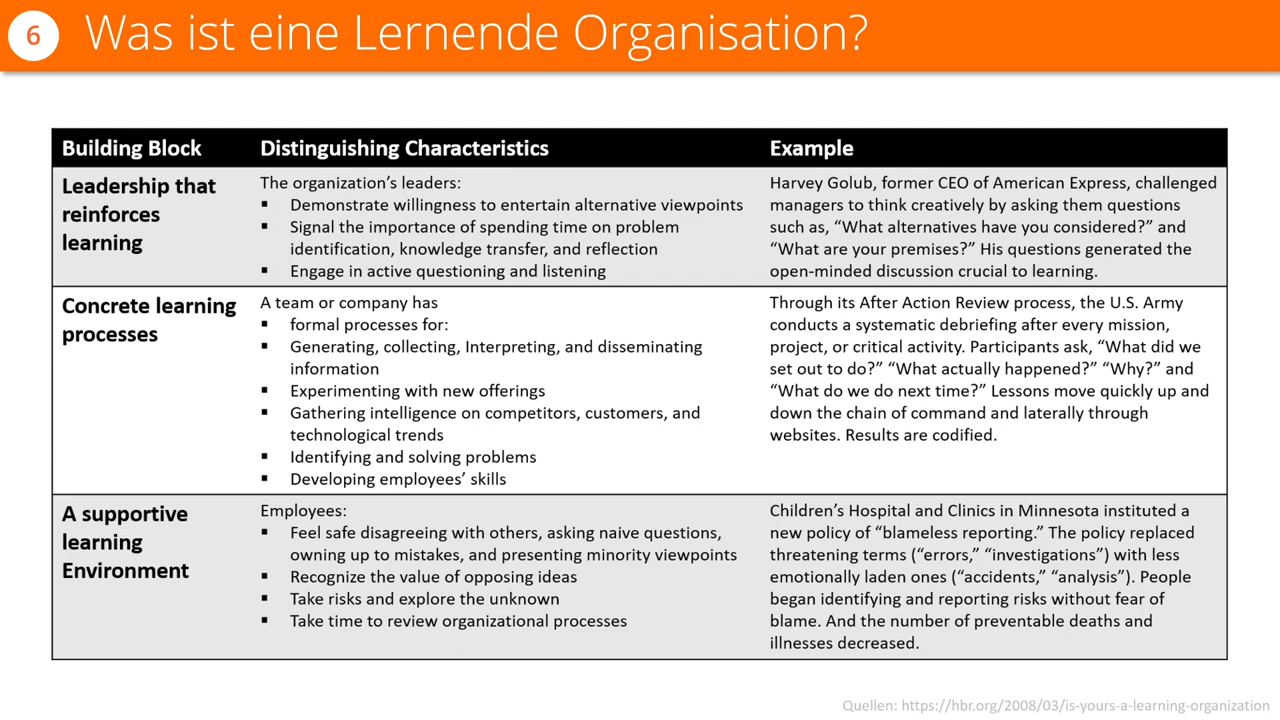 6 Was ist eine Lernende Organisation?
Building Block
Distinguishing Characteristics
Example
Leadership that
reinforces
learning
The organization’s leaders:
▪ Demonstrate willingness to entertain alternative viewpoints
▪ Signal the importance of spending time on problem
identification, knowledge transfer, and reflection
▪ Engage in active questioning and listening
Harvey Golub, former CEO of American Express, challenged
managers to think creatively by asking them questions
such as, “What alternatives have you considered?” and
“What are your premises?” His questions generated the
open-minded discussion crucial to learning.
Concrete learning
processes
A team or company has
▪ formal processes for:
▪ Generating, collecting, Interpreting, and disseminating
information
▪ Experimenting with new offerings
▪ Gathering intelligence on competitors, customers, and
technological trends
▪ Identifying and solving problems
▪ Developing employees’ skills
Through its After Action Review process, the U.S. Army
conducts a systematic debriefing after every mission,
project, or critical activity. Participants ask, “What did we
set out to do?” “What actually happened?” “Why?” and
“What do we do next time?” Lessons move quickly up and
down the chain of command and laterally through
websites. Results are codified.
A supportive
learning
Environment
Employees:
▪ Feel safe disagreeing with others, asking naive questions,
owning up to mistakes, and presenting minority viewpoints
▪ Recognize the value of opposing ideas
▪ Take risks and explore the unknown
▪ Take time to review organizational processes
Children’s Hospital and Clinics in Minnesota instituted a
new policy of “blameless reporting.” The policy replaced
threatening terms (“errors,” “investigations”) with less
emotionally laden ones (“accidents,” “analysis”). People
began identifying and reporting risks without fear of
blame. And the number of preventable deaths and
illnesses decreased.
Quellen: https://hbr.org/2008/03/is-yours-a-learning-organization